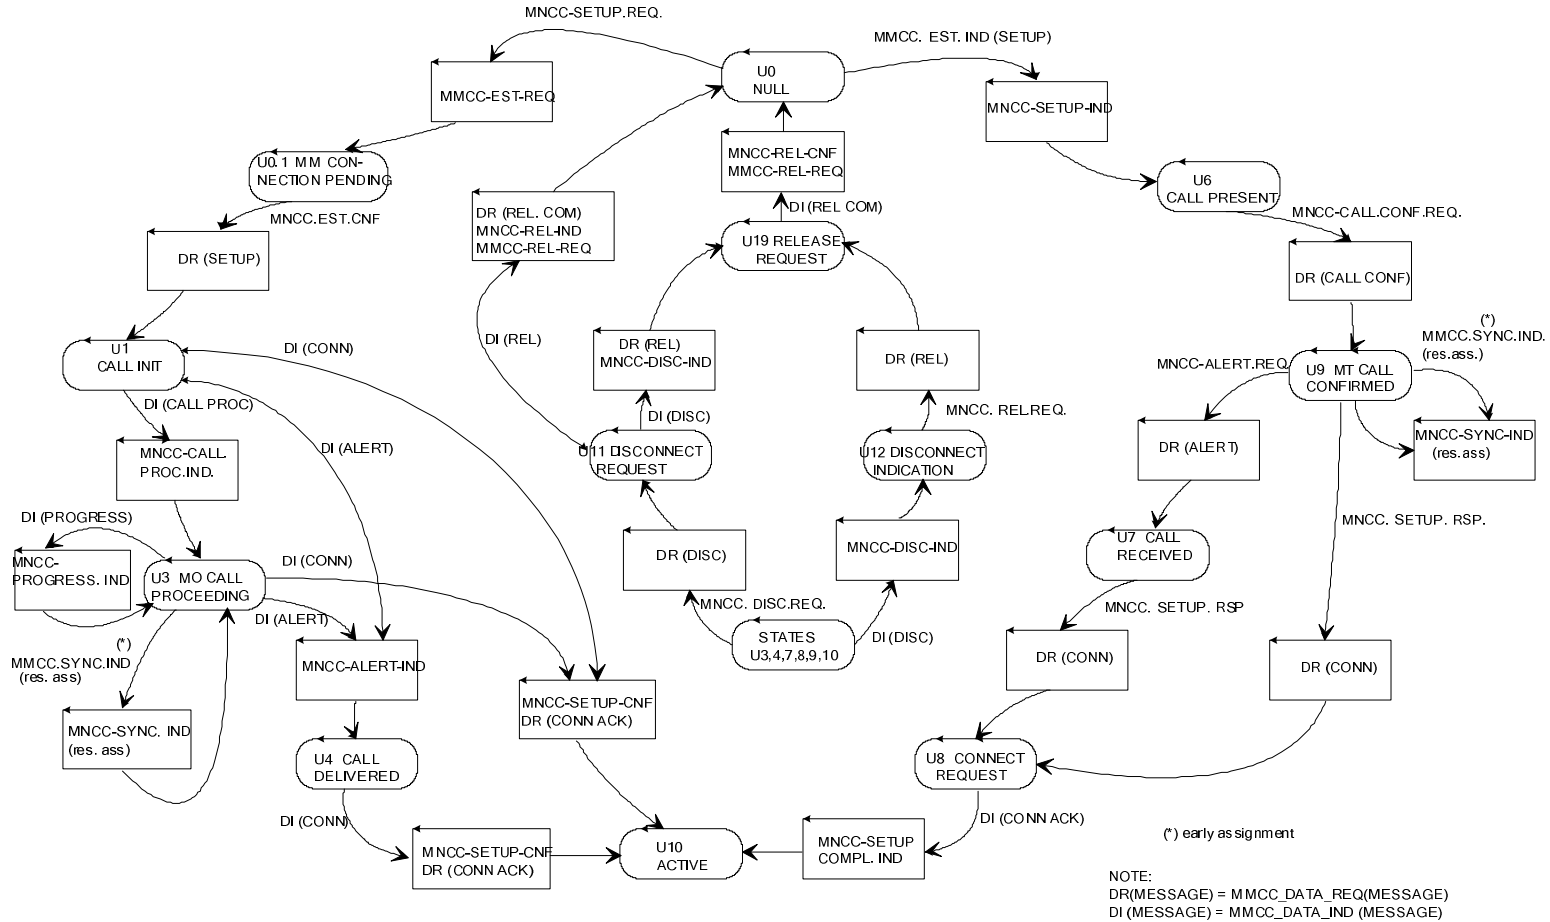 MNCC-SETUP.REQ.
MMCC. EST. IND (SETUP)
U0
NULL
MMCC-EST-REQ
MNCC-SETUP-IND
MNCC-REL-CNF
MMCC-REL-REQ
U0.1 MM CON-
NECTION PENDING
U6
CALL PRESENT
MNCC.EST.CNF
DR (REL. COM)
MNCC-REL-IND
MMCC-REL-REQ
DI (REL COM)
MNCC-CALL.CONF.REQ.
DR (SETUP)
U19 RELEASE
REQUEST
DR (CALL CONF)
(*)
MMCC.SYNC.IND.
(res.ass.)
U1
CALL INIT
DI (CONN)
DI (REL)
DR (REL)
MNCC-DISC-IND
DR (REL)
MNCC-ALERT.REQ.
U9 MT CALL
CONFIRMED
DI (CALL PROC)
DI (DISC)
MNCC. REL.REQ.
MNCC-CALL.
PROC.IND.
DI (ALERT)
U11 DISCONNECT
REQUEST
U12 DISCONNECT
INDICATION
DR (ALERT)
MNCC-SYNC-IND
(res.ass)
DI (PROGRESS)
MNCC-
PROGRESS. IND
DI (CONN)
DR (DISC)
MNCC-DISC-IND
U7 CALL
RECEIVED
MNCC. SETUP. RSP.
U3 MO CALL
PROCEEDING
DI (ALERT)
MNCC. DISC.REQ.
MNCC. SETUP. RSP
(*)
MMCC.SYNC.IND
(res. ass)
STATES
U3,4,7,8,9,10
DI (DISC)
MNCC-ALERT-IND
DR (CONN)
DR (CONN)
MNCC-SETUP-CNF
DR (CONN ACK)
MNCC-SYNC. IND
(res. ass)
U4 CALL
DELIVERED
U8 CONNECT
REQUEST
DI (CONN)
DI (CONN ACK)
(*) early assignment
MNCC-SETUP-CNF
DR (CONN ACK)
U10
ACTIVE
MNCC-SETUP
COMPL. IND
NOTE:
DR(MESSAGE) = MMCC_DATA_REQ(MESSAGE)
DI (MESSAGE) = MMCC_DATA_IND (MESSAGE)